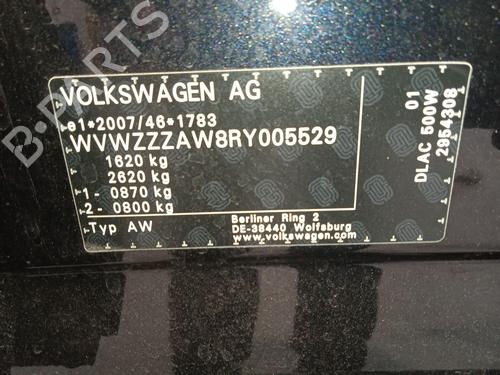 B-PARTS
VOLKSWAGEN AG
e1*2007/46*1783
WVWZZZAW8RY005529
1620 kg
2620 kg
1- 0870 kg
2- 0800 kg
Typ AW
Berliner Ring 2
DE-38440 Wolfsburg
www.volkswagen.com
01
DLAC 500W
2954308